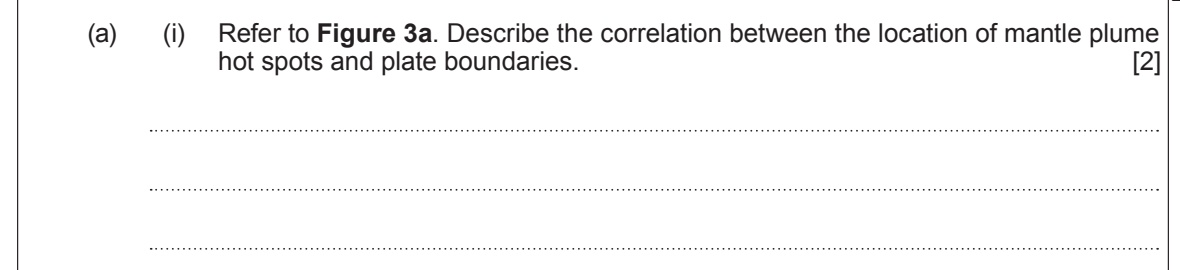 (a) (i) Refer to Figure 3a. Describe the correlation between the location of mantle plume
hot spots and plate boundaries. [2]